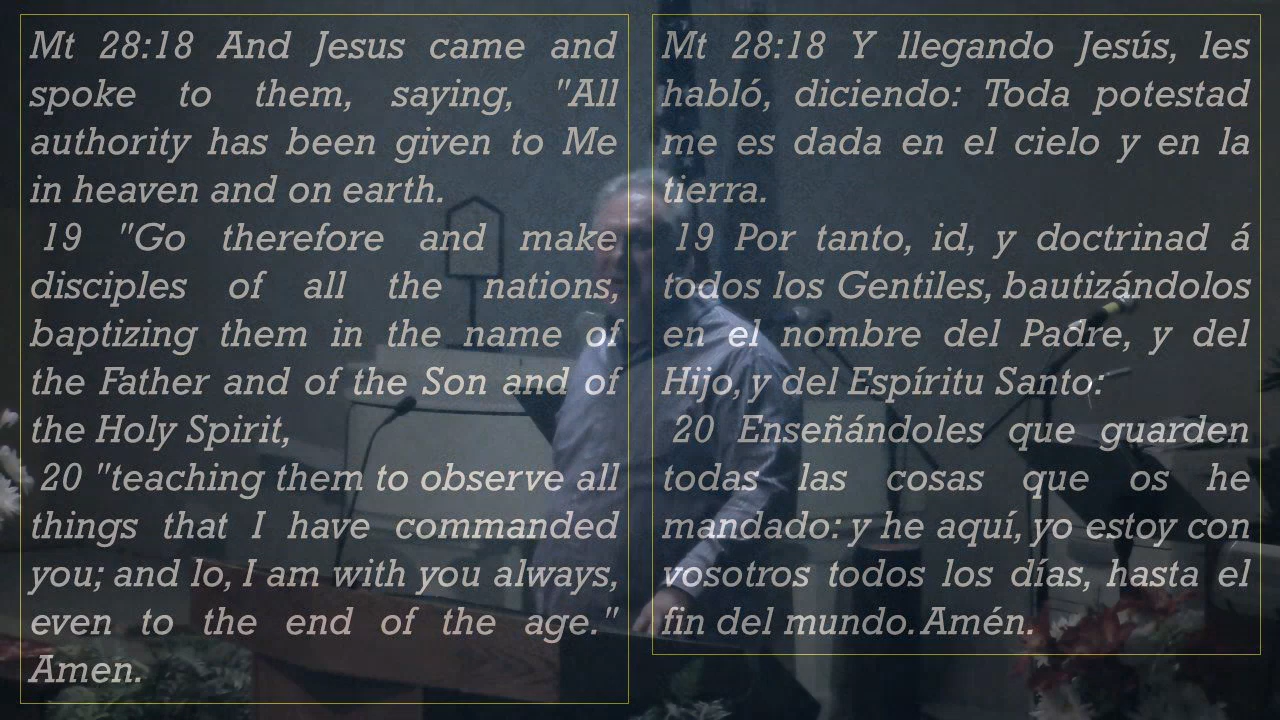 Mt 28:18 And Jesus came and
spoke to them, saying, "All
authority has been given to Me
in heaven and on earth.
19 "Go therefore and make
disciples of all the nations,
baptizing them in the name of
the Father and of the Son and of
the Holy Spirit,
20 "teaching them to observe all
things that I have commanded
you; and lo, I am with you always,
even to the end of the age."
Amen.
Mt 28:18 Y llegando Jesús, les
habló, diciendo: Toda potestad
me es dada en el cielo y en la
tierra.
19 Por tanto, id, y doctrinad á
todos los Gentiles, bautizándolos
en el nombre del Padre, y del
Hijo, y del Espíritu Santo:
20 Enseñándoles que guarden
todas las cosas que os he
mandado: y he aquí, yo estoy con
vosotros todos los días, hasta el
fin del mundo. Amén.